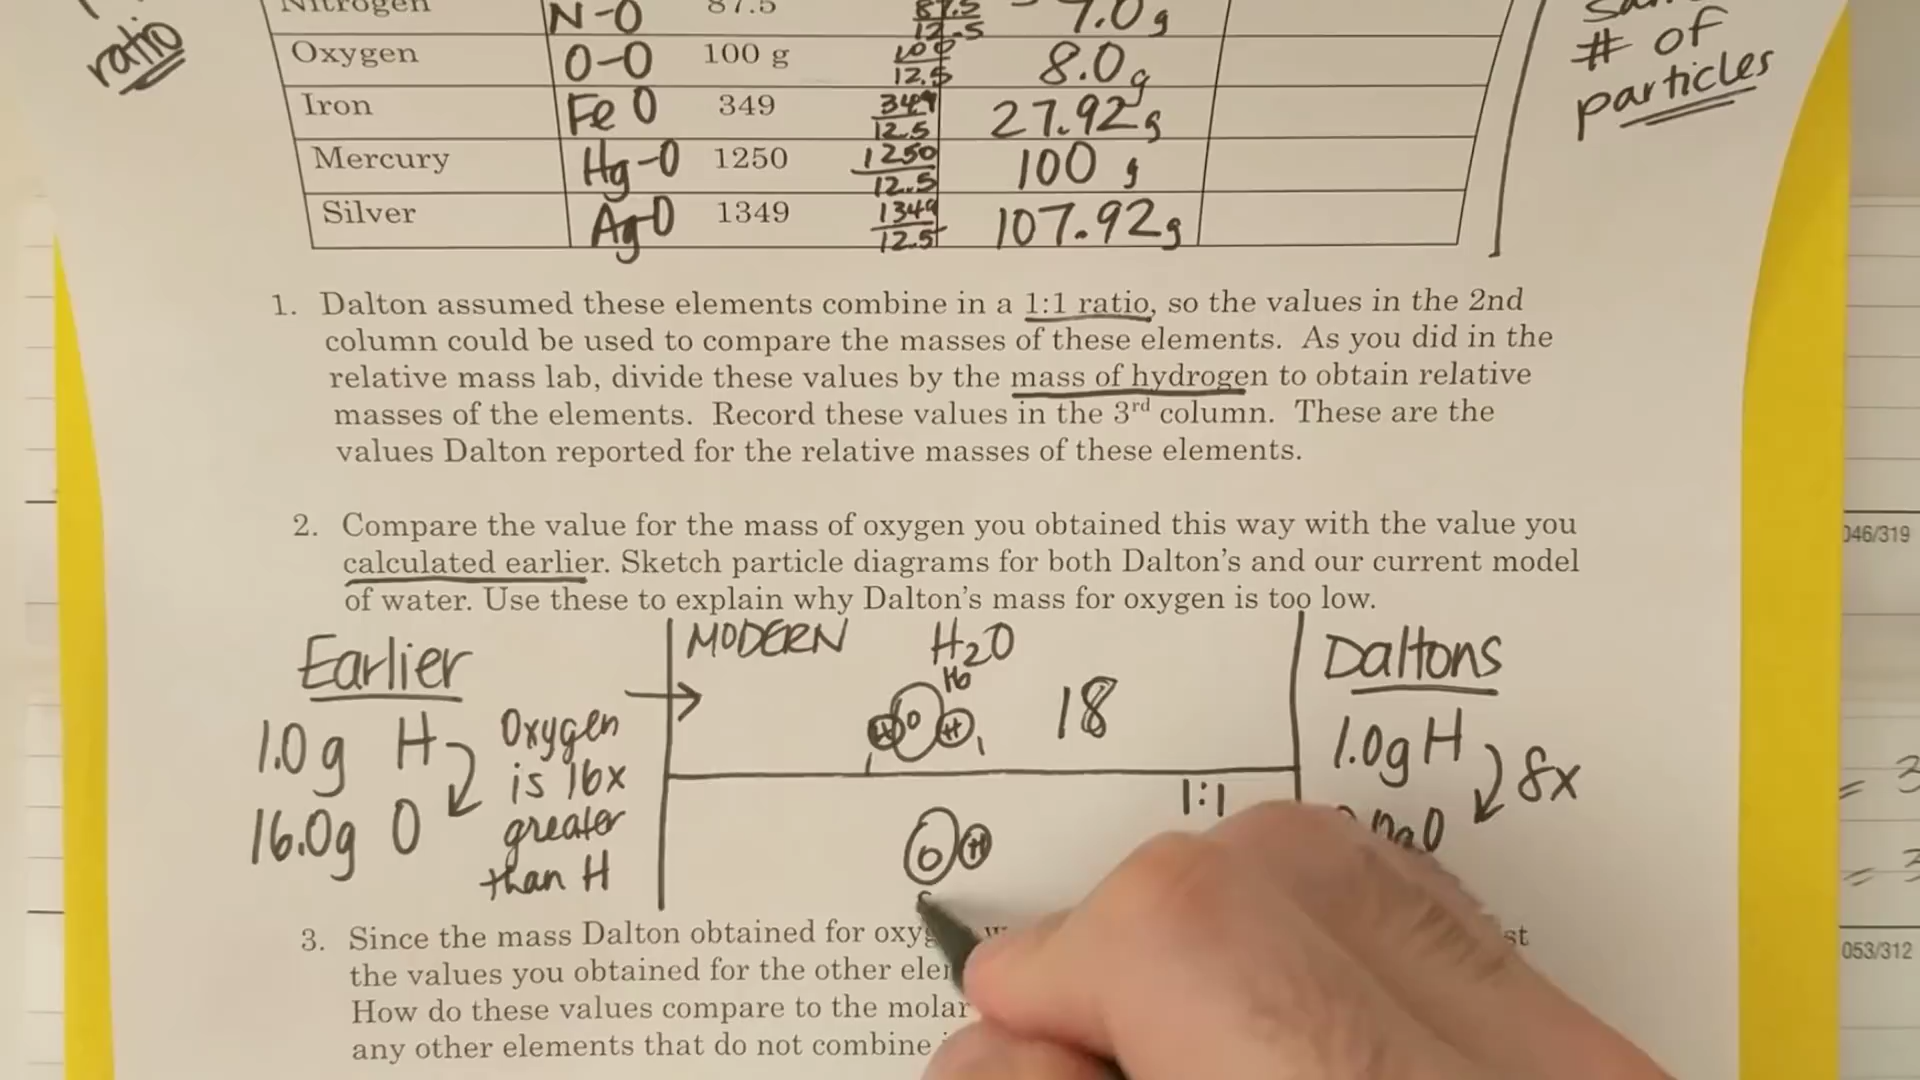 ratio
Nitrogen N-O 87.5 87.5/12.5 = 7.0g
Oxygen O-O 100 g 100/12.5 8.0g
Iron Fe O 349 349/12.5 27.92g
Mercury Hg-O 1250 1250/12.5 100 g
Silver Ag-O 1349 1349/12.5 107.92g
# of
particles
1. Dalton assumed these elements combine in a 1:1 ratio, so the values in the 2nd
column could be used to compare the masses of these elements. As you did in the
relative mass lab, divide these values by the mass of hydrogen to obtain relative
masses of the elements. Record these values in the 3rd column. These are the
values Dalton reported for the relative masses of these elements.
2. Compare the value for the mass of oxygen you obtained this way with the value you
calculated earlier. Sketch particle diagrams for both Dalton's and our current model
of water. Use these to explain why Dalton's mass for oxygen is too low.
Earlier
1.0g H
16.0g O
Oxygen
is 16x
greater
than H
MODERN H2O
16
H O H
1 1
18
1:1
O H
Daltons
1.0g H
8x
3. Since the mass Dalton obtained for
the values you obtained for the other
How do these values compare to the molar
any other elements that do not combine
046/319
= 3
= 3
053/312